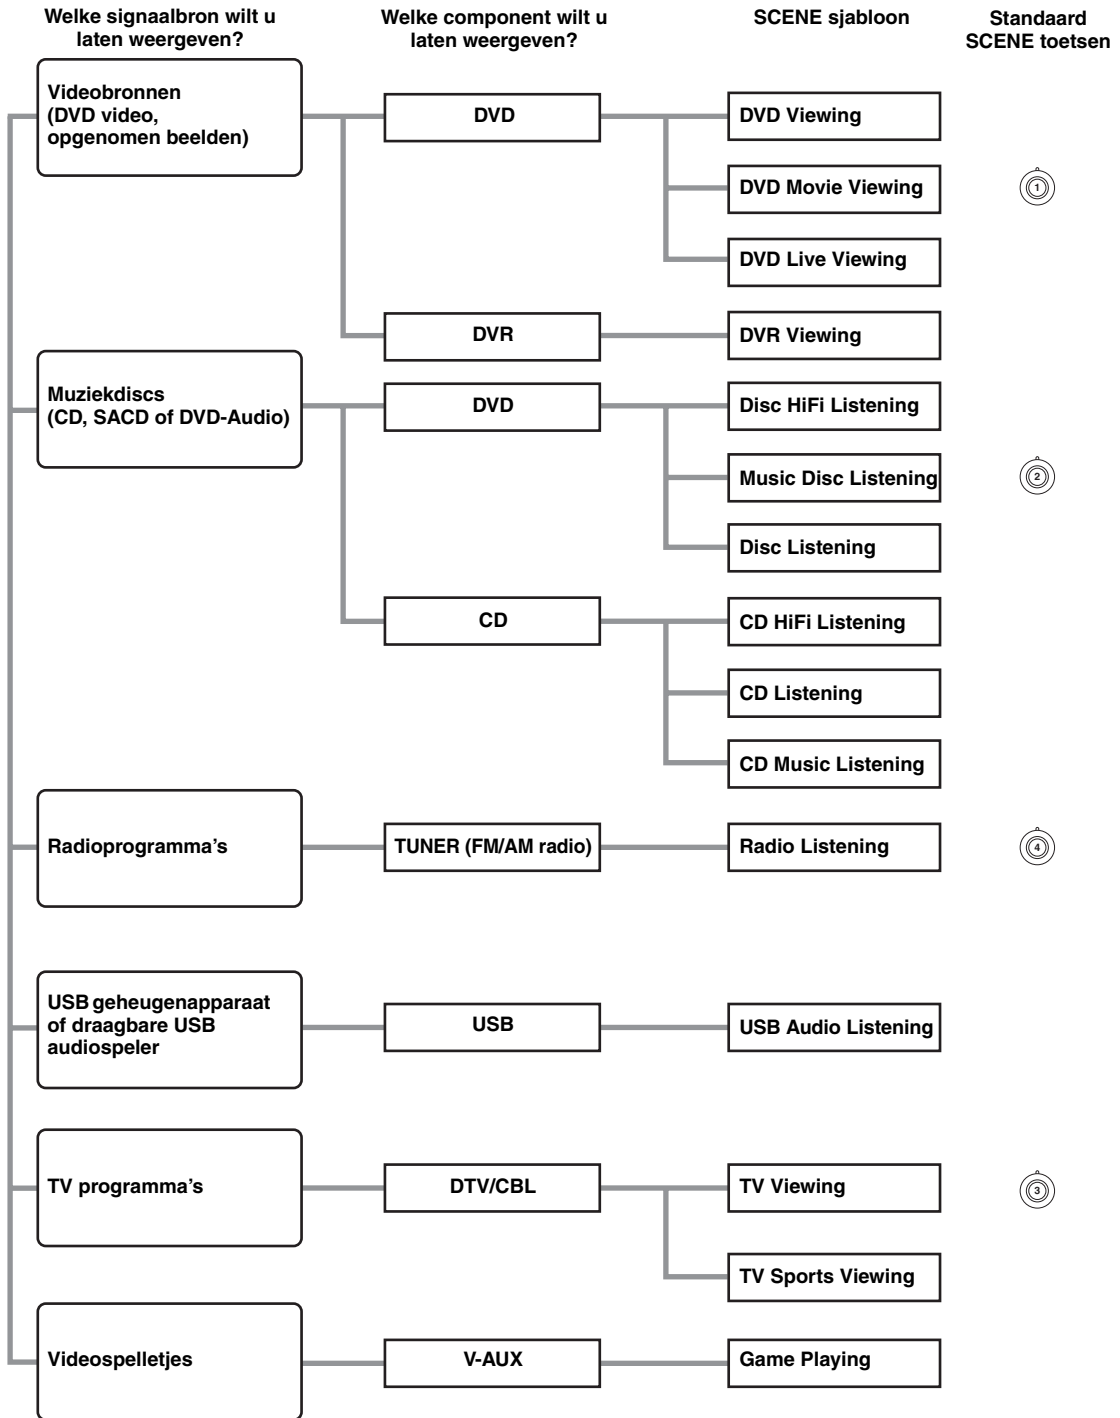 Welke signaalbron wilt u
laten weergeven?
Welke component wilt u
laten weergeven?
SCENE sjabloon
Standaard
SCENE toetsen
Videobronnen
(DVD video,
opgenomen beelden)
DVD
DVD Viewing
DVD Movie Viewing
1
DVD Live Viewing
DVR
DVR Viewing
Muziekdiscs
(CD, SACD of DVD-Audio)
DVD
Disc HiFi Listening
Music Disc Listening
2
Disc Listening
CD
CD HiFi Listening
CD Listening
CD Music Listening
Radioprogramma's
TUNER (FM/AM radio)
Radio Listening
4
USB geheugenapparaat
of draagbare USB
audiospeler
USB
USB Audio Listening
TV programma's
DTV/CBL
TV Viewing
3
TV Sports Viewing
Videospelletjes
V-AUX
Game Playing